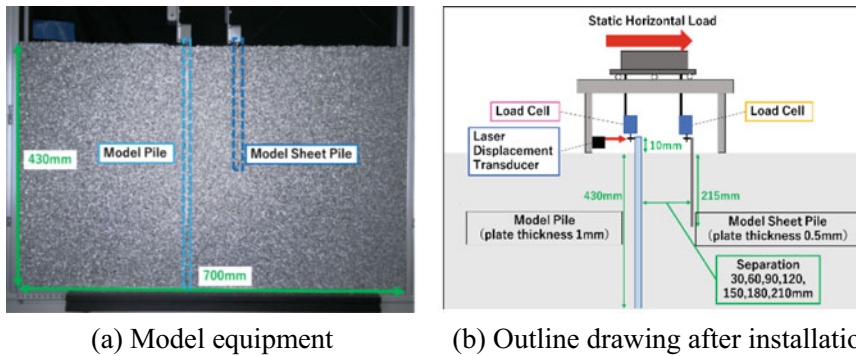 430mm
Model Pile
Model Sheet Pile
700mm
(a) Model equipment
Static Horizontal Load
Load Cell
Load Cell
Laser
Displacement
Transducer
10mm
430mm
215mm
Model Pile
(plate thickness 1mm)
Model Sheet Pile
(plate thickness 0.5mm)
Separation
30,60,90,120,
150,180,210mm
(b) Outline drawing after installatio